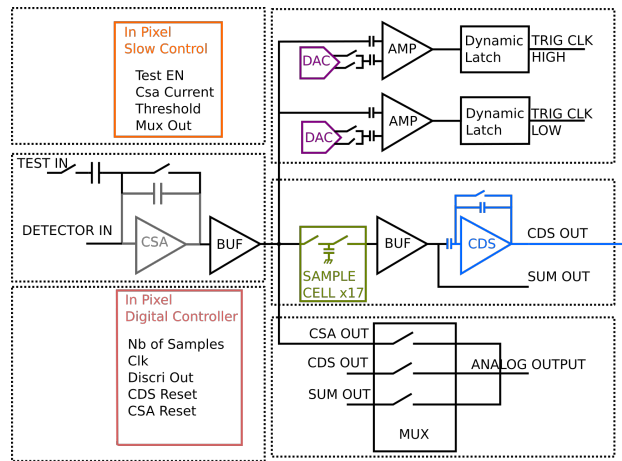 In Pixel
Slow Control
Test EN
Csa Current
Threshold
Mux Out
DAC
AMP
Dynamic
Latch
TRIG CLK
HIGH
DAC
AMP
Dynamic
Latch
TRIG CLK
LOW
TEST IN
DETECTOR IN
CSA
BUF
SAMPLE
CELL x17
BUF
CDS
CDS OUT
SUM OUT
In Pixel
Digital Controller
Nb of Samples
Clk
Discri Out
CDS Reset
CSA Reset
CSA OUT
CDS OUT
SUM OUT
MUX
ANALOG OUTPUT